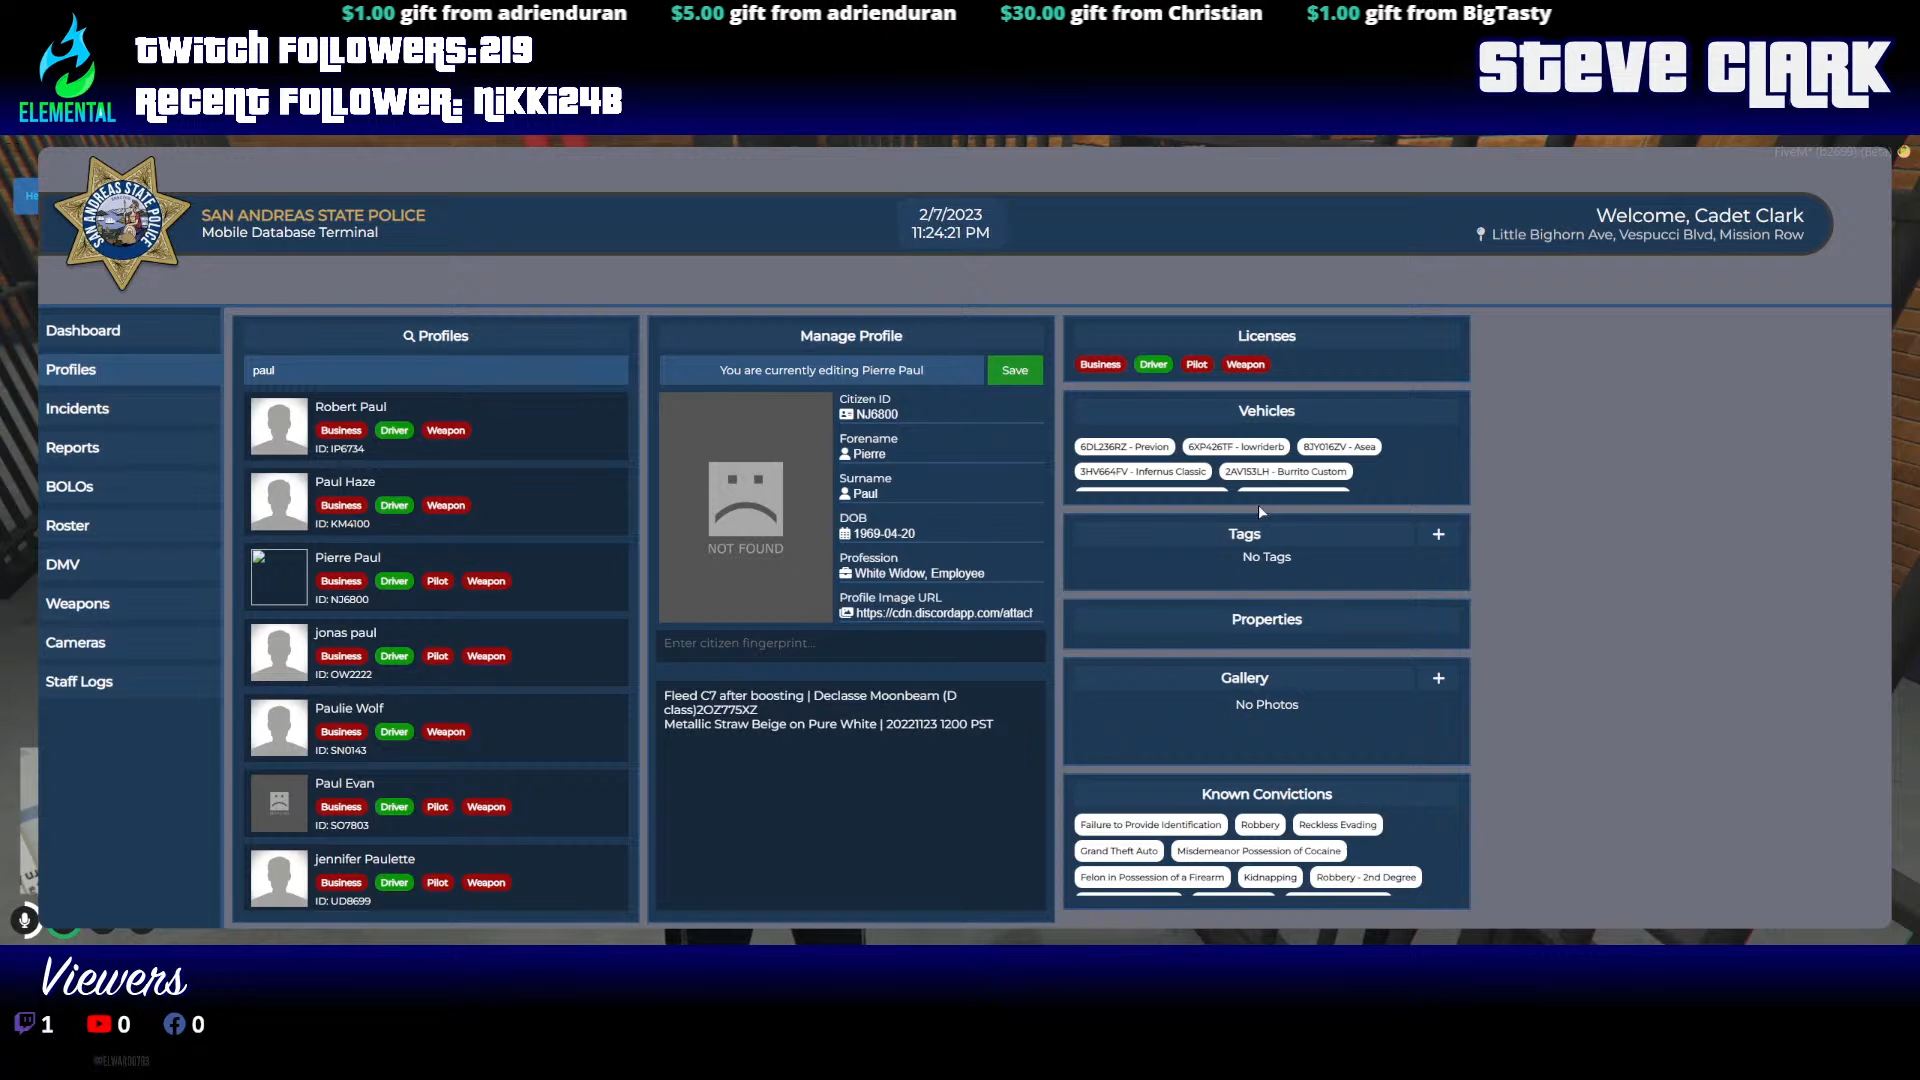 $1.00 gift from adrienduran $5.00 gift from adrienduran $30.00 gift from Christian $1.00 gift from BigTasty
Twitch Followers:219
Recent Follower: Nikki24B
ELEMENTAL
Steve Clark
FiveM* (b2699) (Beta)
He
SAN ANDREAS STATE POLICE
SAN ANDREAS STATE POLICE
Mobile Database Terminal
2/7/2023
11:24:21 PM
Welcome, Cadet Clark
Little Bighorn Ave, Vespucci Blvd, Mission Row
Dashboard
Profiles
Incidents
Reports
BOLOs
Roster
DMV
Weapons
Cameras
Staff Logs
Profiles
paul
Robert Paul
Business Driver Weapon
ID: IP6734
Paul Haze
Business Driver Weapon
ID: KM4100
Pierre Paul
Business Driver Pilot Weapon
ID: NJ6800
jonas paul
Business Driver Pilot Weapon
ID: OW2222
Paulie Wolf
Business Driver Weapon
ID: SN0143
Paul Evan
Business Driver Pilot Weapon
ID: SO7803
jennifer Paulette
Business Driver Pilot Weapon
ID: UD8699
Manage Profile
You are currently editing Pierre Paul Save
NOT FOUND
Citizen ID
NJ6800
Forename
Pierre
Surname
Paul
DOB
1969-04-20
Profession
White Widow, Employee
Profile Image URL
https://cdn.discordapp.com/attach
Enter citizen fingerprint...
Fleed C7 after boosting | Declasse Moonbeam (D
class)2OZ775XZ
Metallic Straw Beige on Pure White | 20221123 1200 PST
Licenses
Business Driver Pilot Weapon
Vehicles
6DL236RZ - Previon 6XP426TF - lowriderb 8JY016ZV - Asea
3HV664FV - Infernus Classic 2AV153LH - Burrito Custom
Tags +
No Tags
Properties
Gallery +
No Photos
Known Convictions
Failure to Provide Identification Robbery Reckless Evading
Grand Theft Auto Misdemeanor Possession of Cocaine
Felon in Possession of a Firearm Kidnapping Robbery - 2nd Degree
Viewers
1 0 0
@ELWARDO793